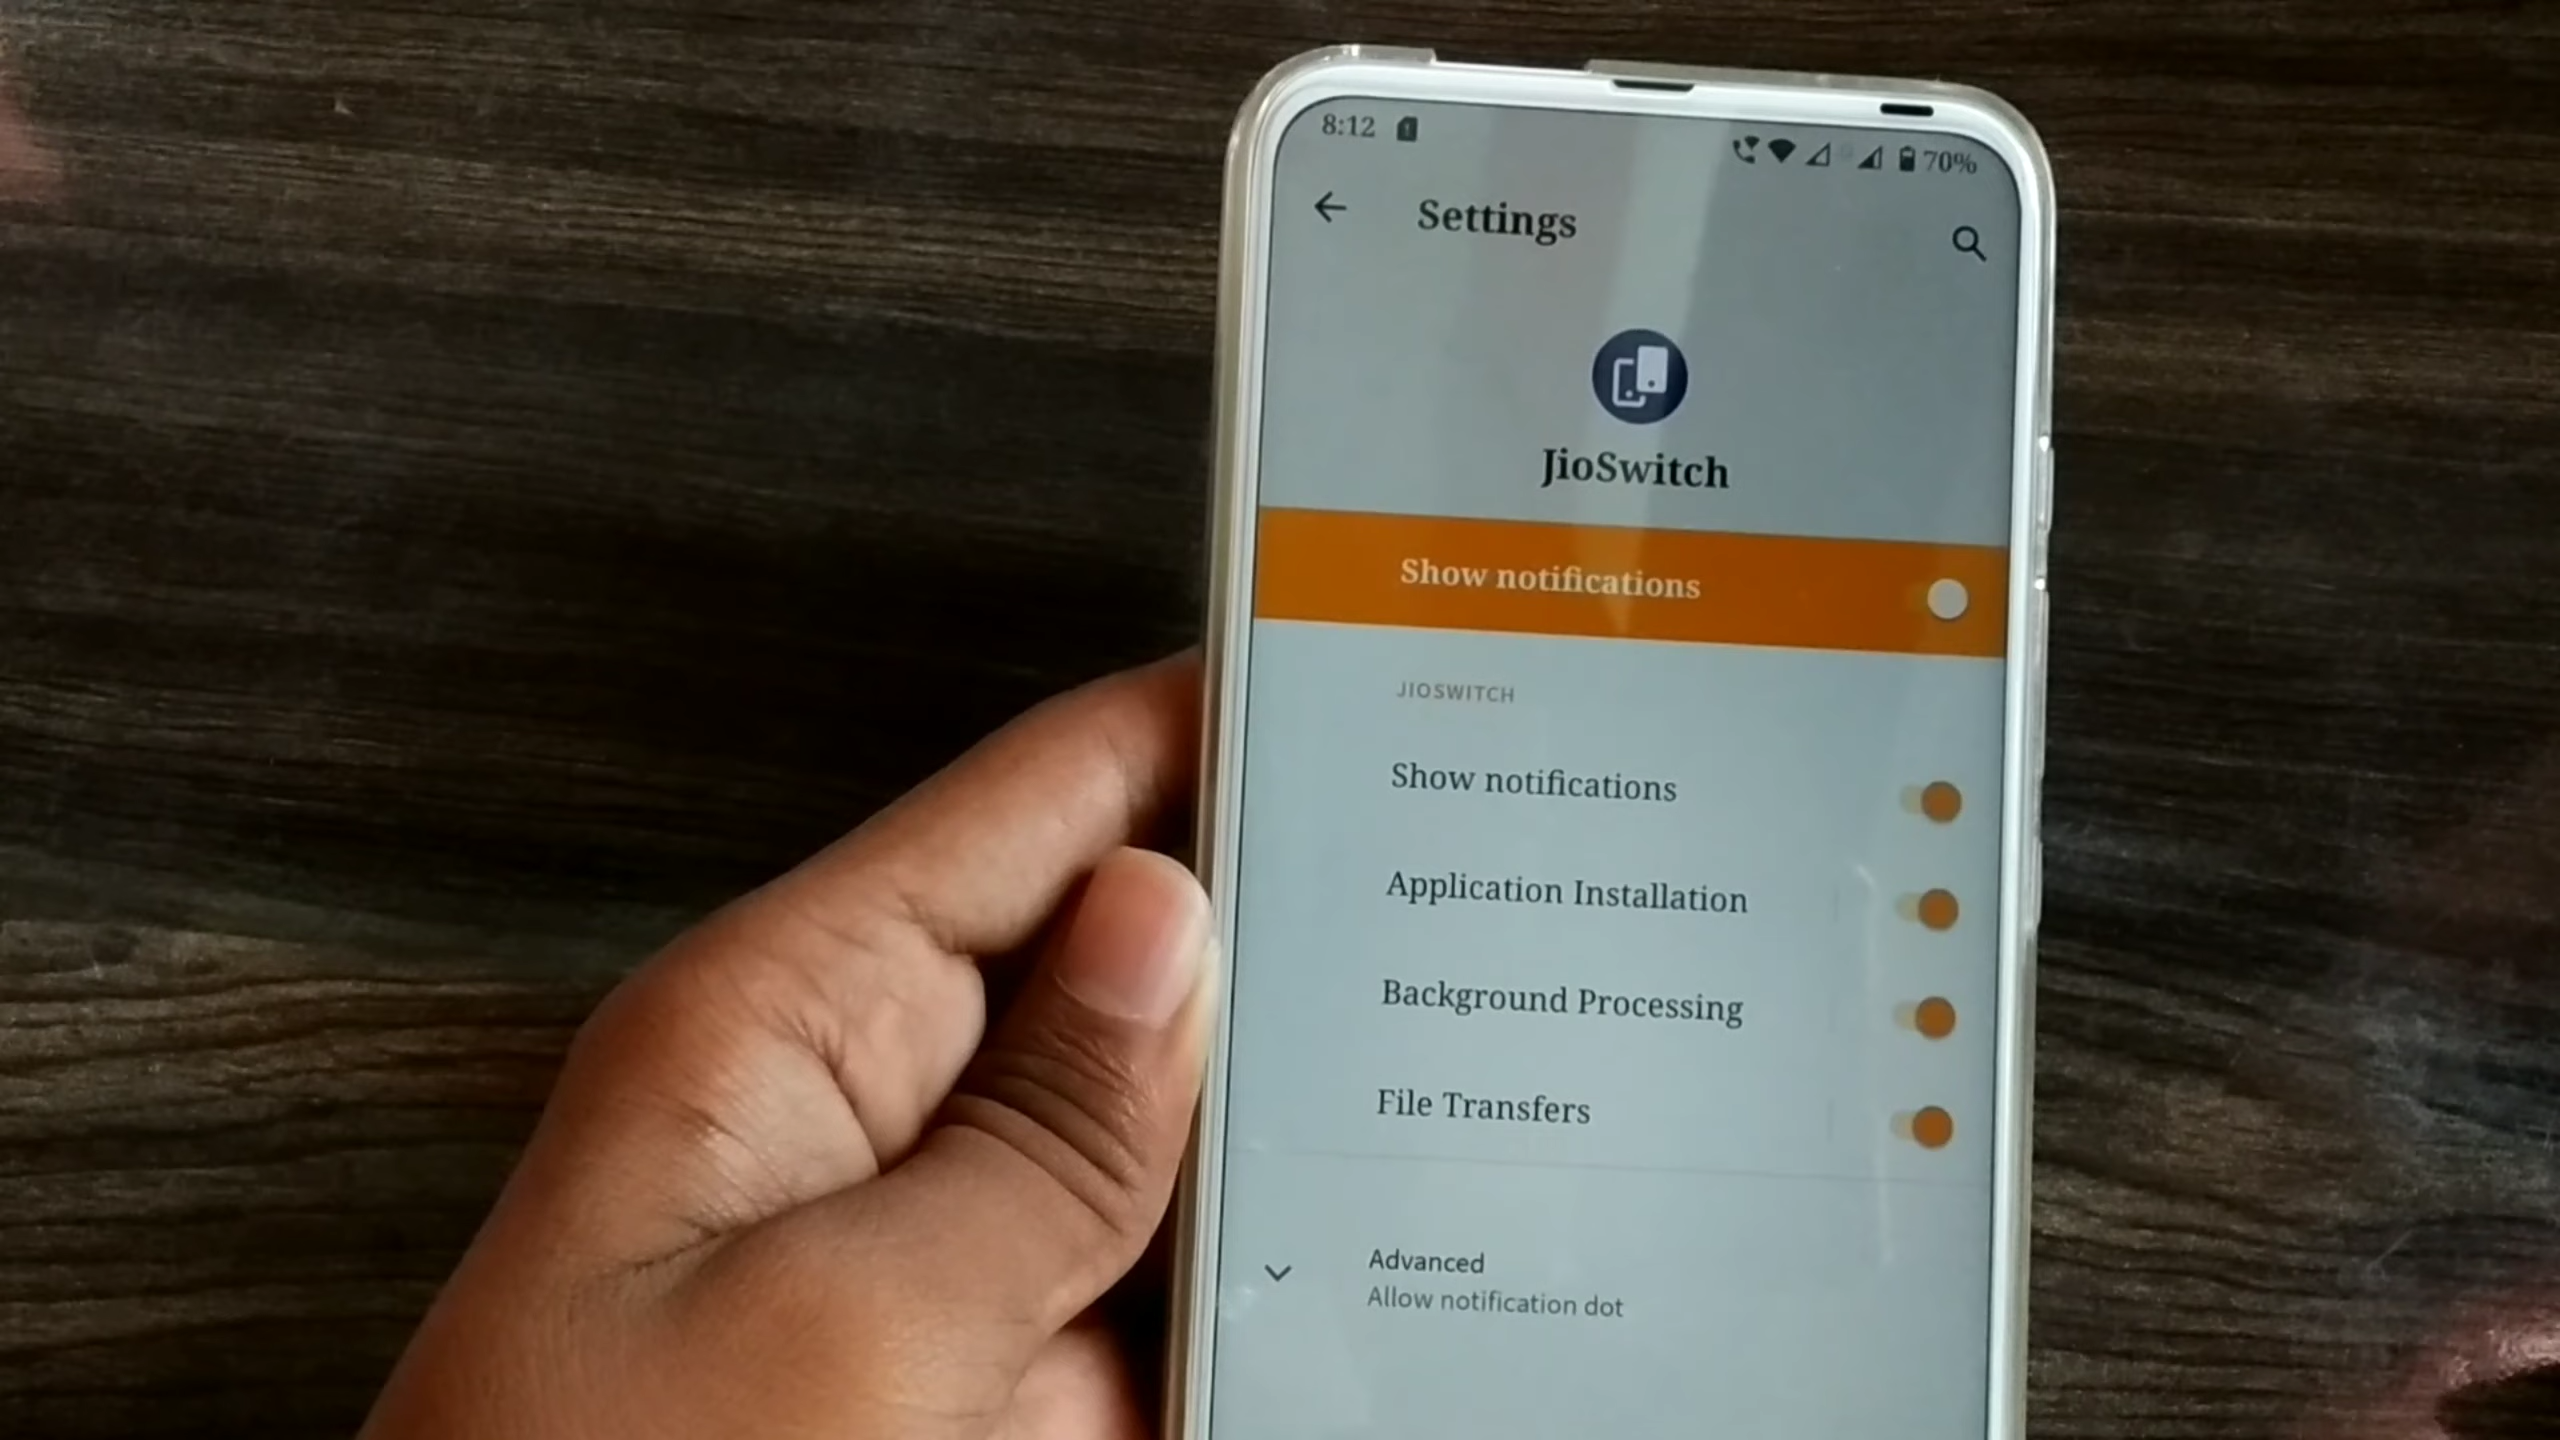 8:12
70%
Settings
JioSwitch
Show notifications
JIOSWITCH
Show notifications
Application Installation
Background Processing
File Transfers
Advanced
Allow notification dot